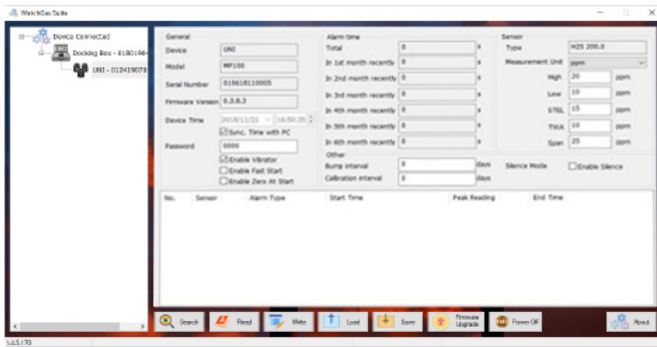 WatchGas Suite
Device Connected
Docking Box - 0180196-
UNI - 012419079
General
Device UNI
Model MP100
Serial Number 010618110005
Firmware Version 0.3.8.3
Device Time 2018/11/21 16:50:35
Sync. Time with PC
Password 0000
Enable Vibrator
Enable Fast Start
Enable Zero At Start
Alarm time
Total 0 s
In 1st month recently 0 s
In 2nd month recently 0 s
In 3rd month recently 0 s
In 4th month recently 0 s
In 5th month recently 0 s
In 6th month recently 0 s
Other
Bump interval 0 days
Calibration interval 0 days
Sensor
Type H2S 200.0
Measurement Unit ppm
High 20 ppm
Low 10 ppm
STEL 15 ppm
TWA 10 ppm
Span 25 ppm
Silence Mode Enable Silence
No. Sensor Alarm Type Start Time Peak Reading End Time
Search Read Write Load Save Firmware Upgrade Power Off About
1.0.5.170